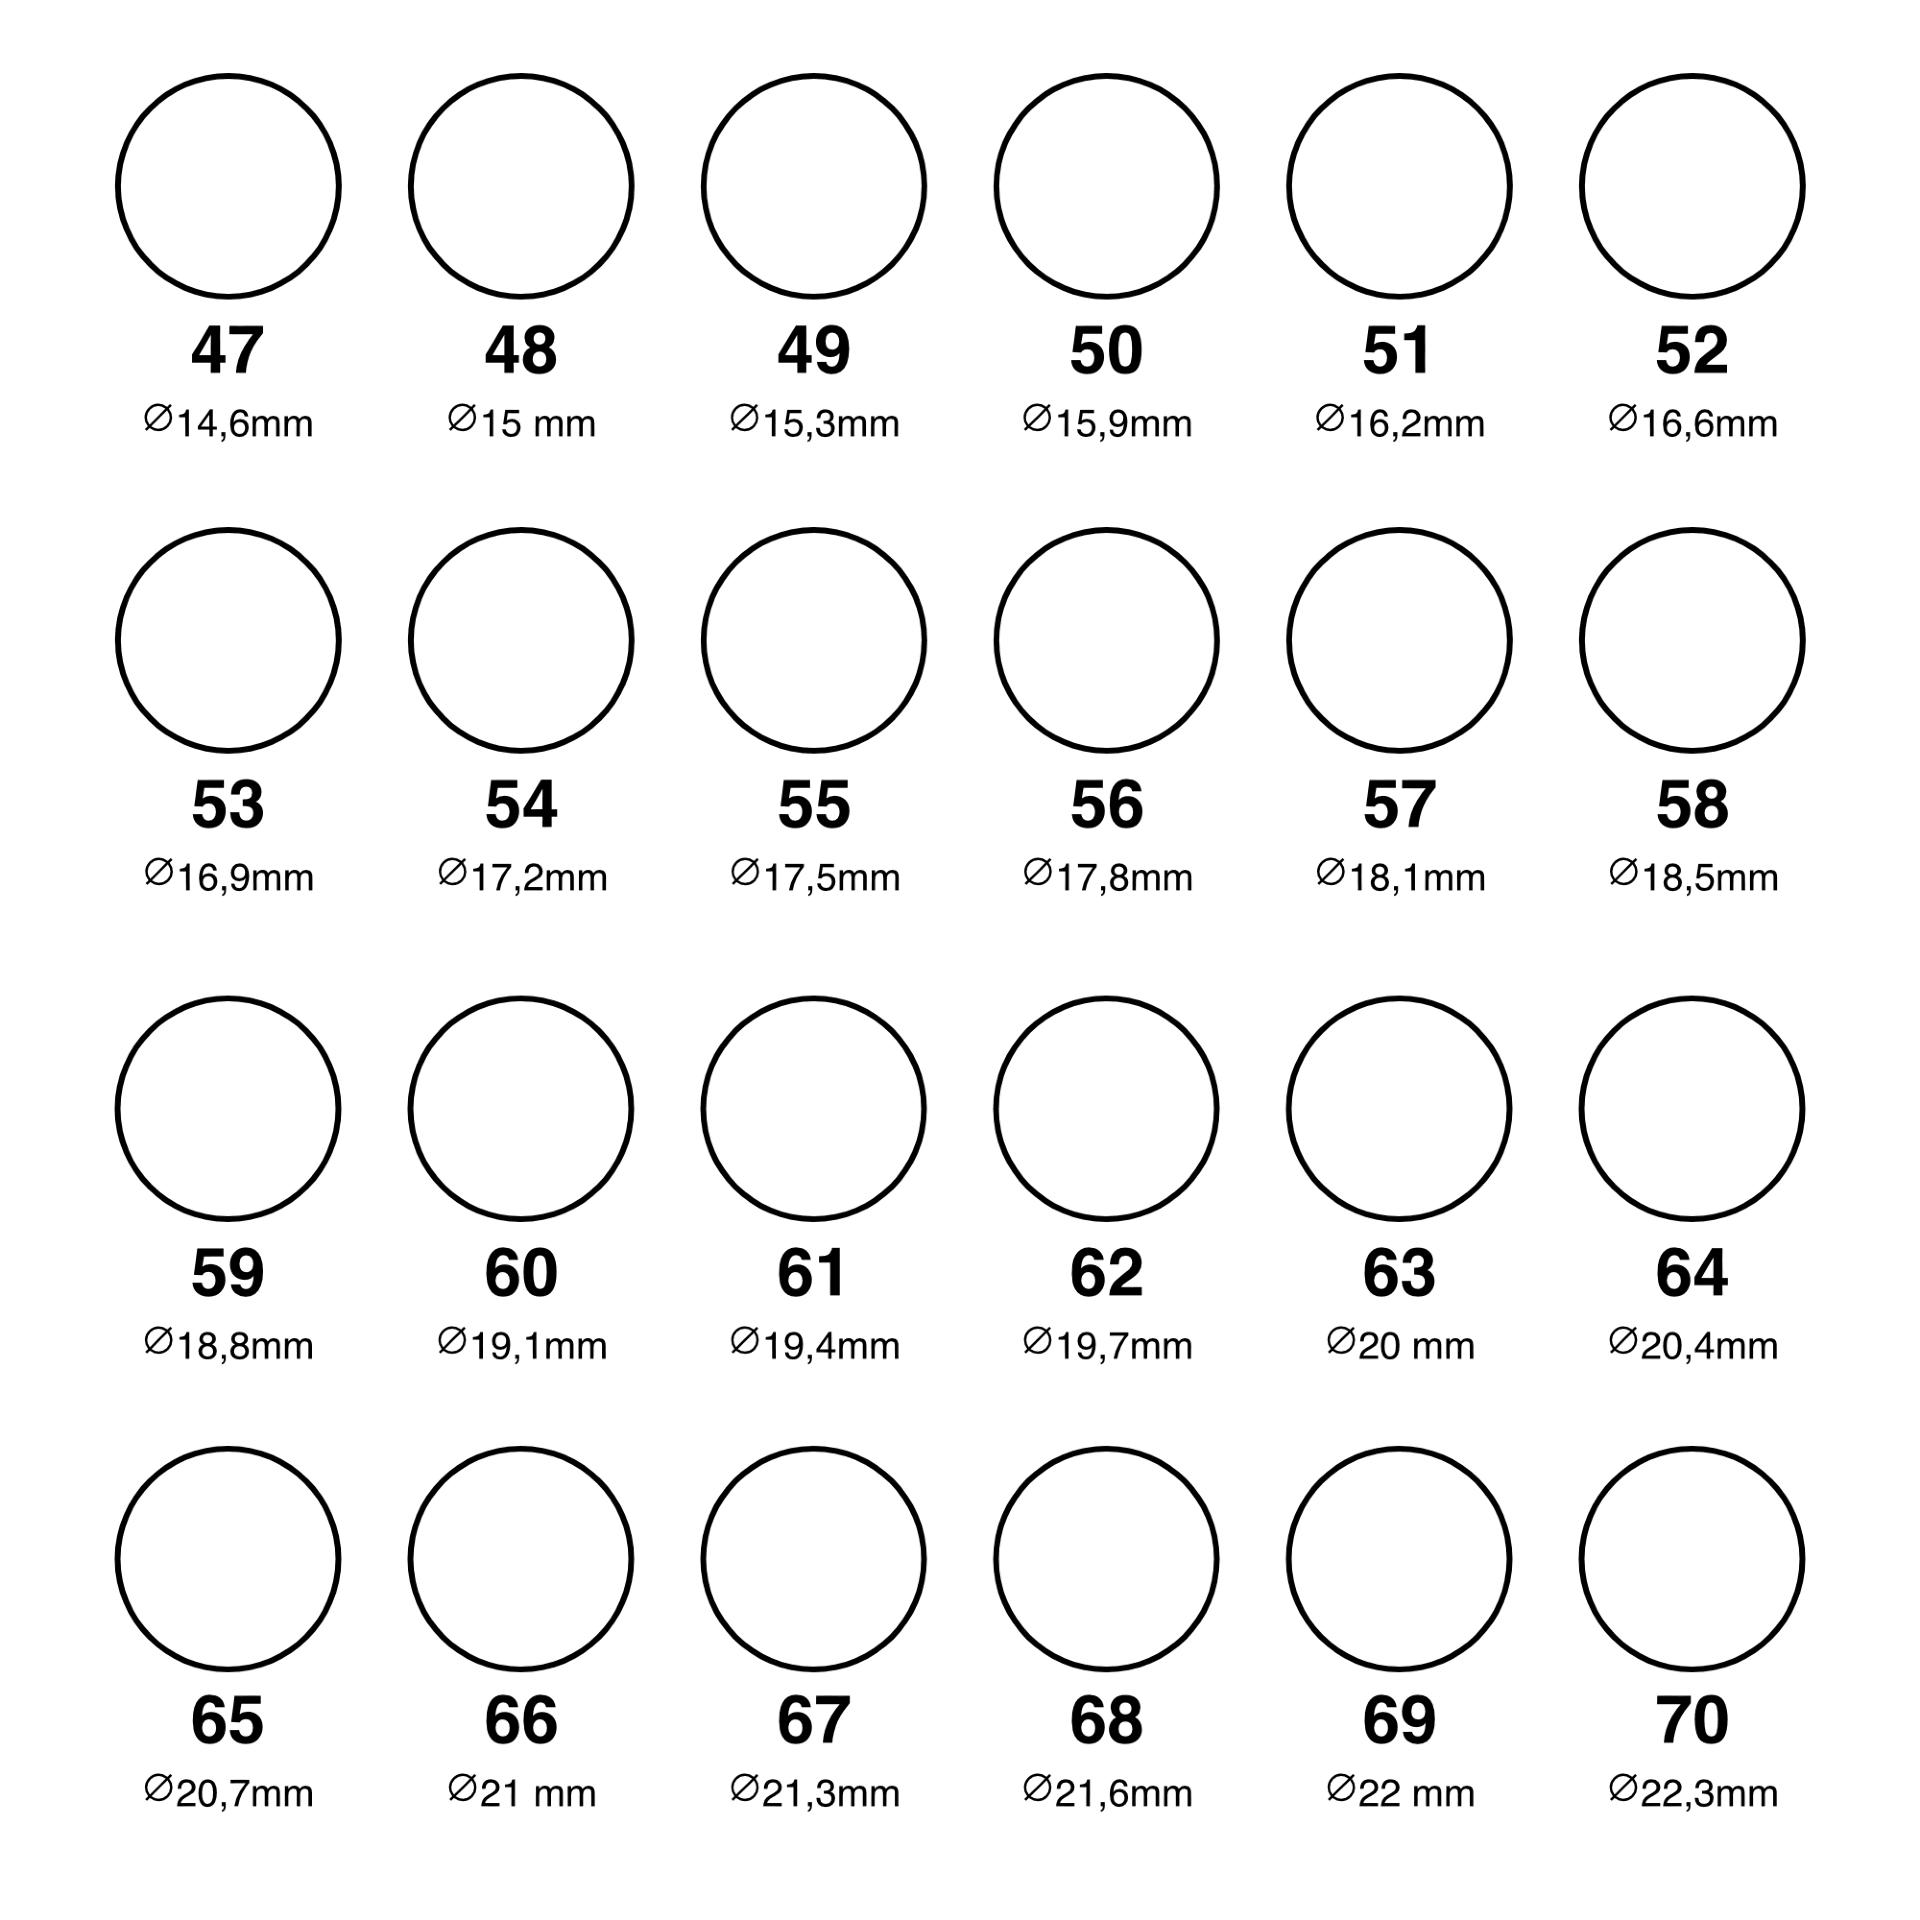 47 48 49 50 51 52
∅14,6mm ∅15 mm ∅15,3mm ∅15,9mm ∅16,2mm ∅16,6mm
53 54 55 56 57 58
∅16,9mm ∅17,2mm ∅17,5mm ∅17,8mm ∅18,1mm ∅18,5mm
59 60 61 62 63 64
∅18,8mm ∅19,1mm ∅19,4mm ∅19,7mm ∅20 mm ∅20,4mm
65 66 67 68 69 70
∅20,7mm ∅21 mm ∅21,3mm ∅21,6mm ∅22 mm ∅22,3mm